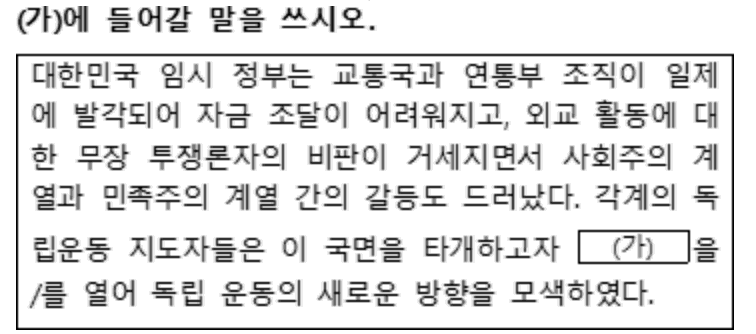 (가)에 들어갈 말을 쓰시오.
대한민국 임시 정부는 교통국과 연통부 조직이 일제
에 발각되어 자금 조달이 어려워지고, 외교 활동에 대
한 무장 투쟁론자의 비판이 거세지면서 사회주의 계
열과 민족주의 계열 간의 갈등도 드러났다. 각계의 독
립운동 지도자들은 이 국면을 타개하고자 (가) 을
/를 열어 독립 운동의 새로운 방향을 모색하였다.